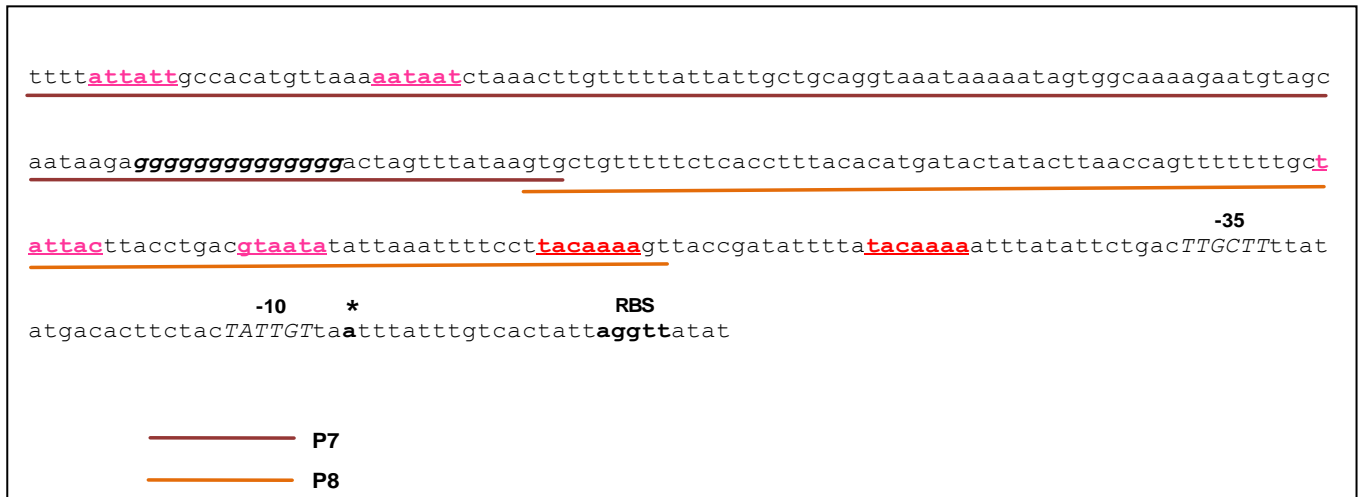 ttttattattgccacatgttaaaaataatctaaacttgtttttattattgctgcaggtaaataaaaatagtggcaaaagaatgtagc
aataagaggggggggggggggactagtttataagtgctgtttttctcacctttacacatgatactatacttaaccagtttttttgct
-35
attacttacctgacgtaatatattaaattttccttacaaaagttaccgatattttatacaaaaatttatattctgacTTGCTTttat
-10 * RBS
atgacacttctacTATTGTtaatttatttgtcactattaggttatat
P7
P8